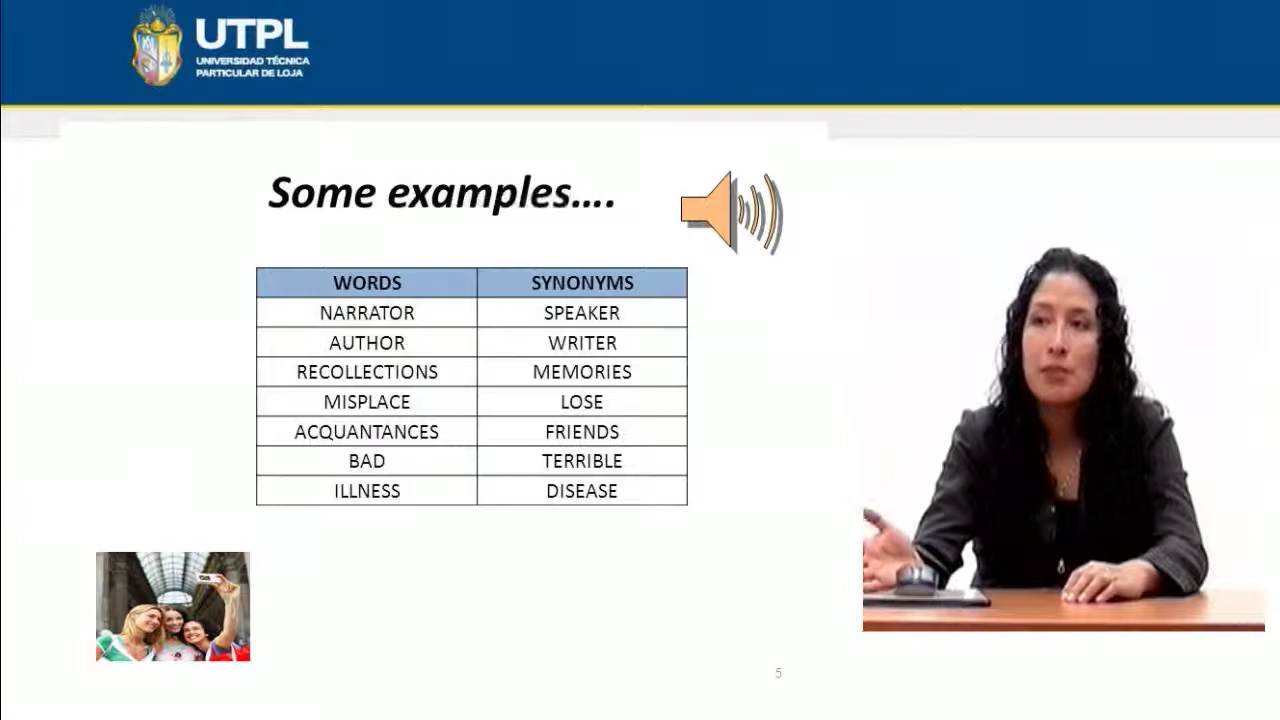 UTPL
UNIVERSIDAD TÉCNICA
PARTICULAR DE LOJA
Some examples....
WORDS SYNONYMS
NARRATOR SPEAKER
AUTHOR WRITER
RECOLLECTIONS MEMORIES
MISPLACE LOSE
ACQUANTANCES FRIENDS
BAD TERRIBLE
ILLNESS DISEASE
5